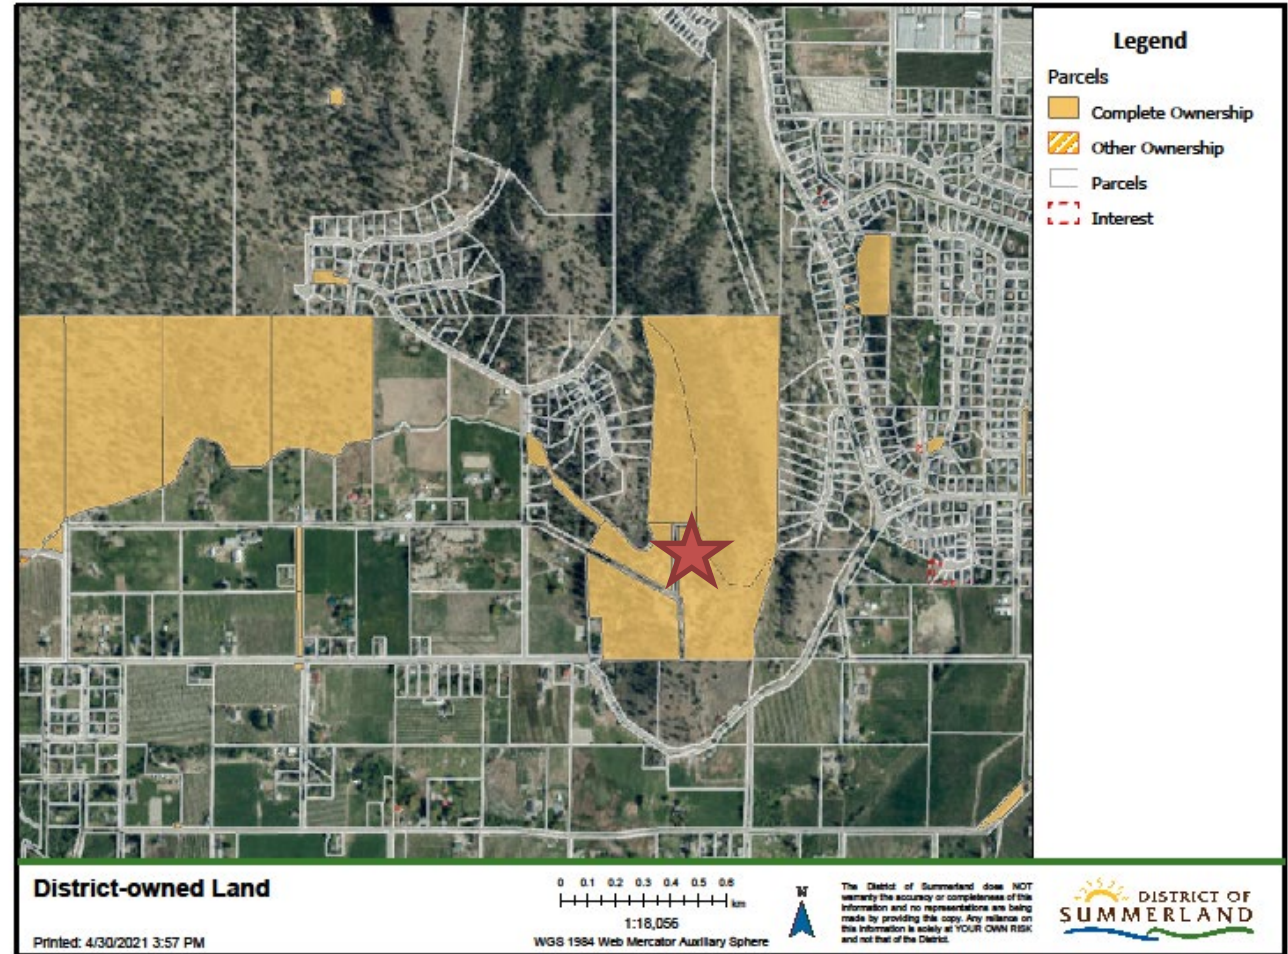 Legend
Parcels
Complete Ownership
Other Ownership
Parcels
Interest
District-owned Land
Printed: 4/30/2021 3:57 PM
0 0.1 0.2 0.3 0.4 0.5 0.6
km
1:18,056
WGS 1984 Web Mercator Auxiliary Sphere
N
The District of Summerland does NOT
warranty the accuracy or completeness of this
information and no representations are being
made by providing this copy. Any reliance on
this information is solely at YOUR OWN RISK
and not that of the District.
DISTRICT OF
SUMMERLAND